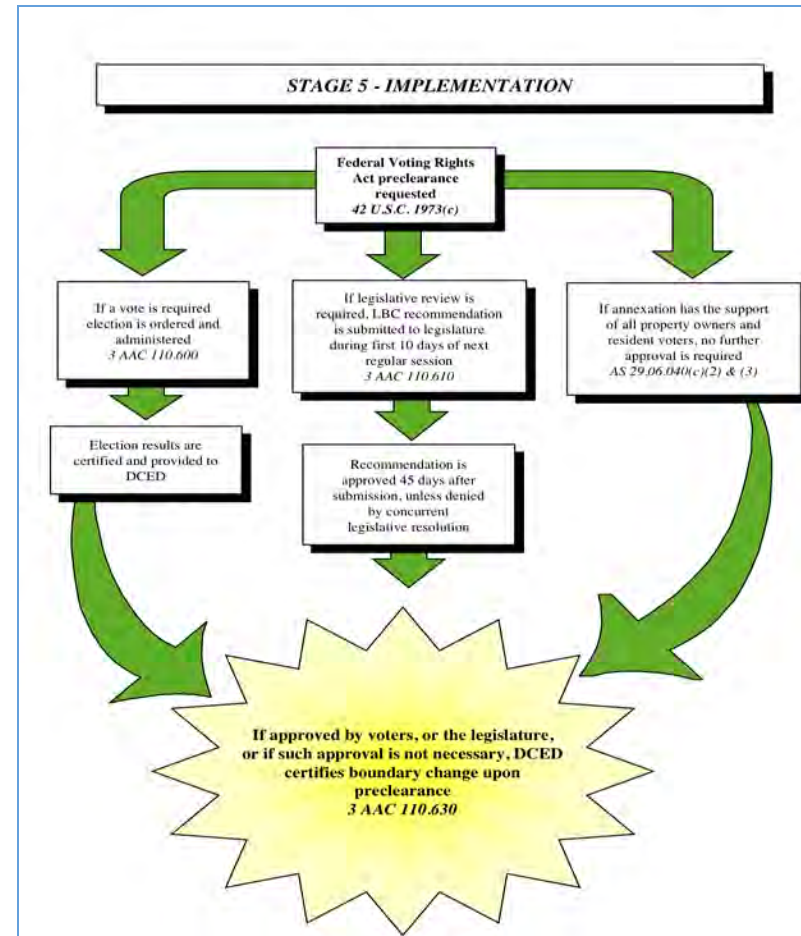 STAGE 5 - IMPLEMENTATION
Federal Voting Rights
Act preclearance
requested
42 U.S.C. 1973(c)
If a vote is required
election is ordered and
administered
3 AAC 110.600
If legislative review is
required, LBC recommendation
is submitted to legislature
during first 10 days of next
regular session
3 AAC 110.610
If annexation has the support
of all property owners and
resident voters, no further
approval is required
AS 29.06.040(c)(2) & (3)
Election results are
certified and provided to
DCED
Recommendation is
approved 45 days after
submission, unless denied
by concurrent
legislative resolution
If approved by voters, or the legislature,
or if such approval is not necessary, DCED
certifies boundary change upon
preclearance
3 AAC 110.630